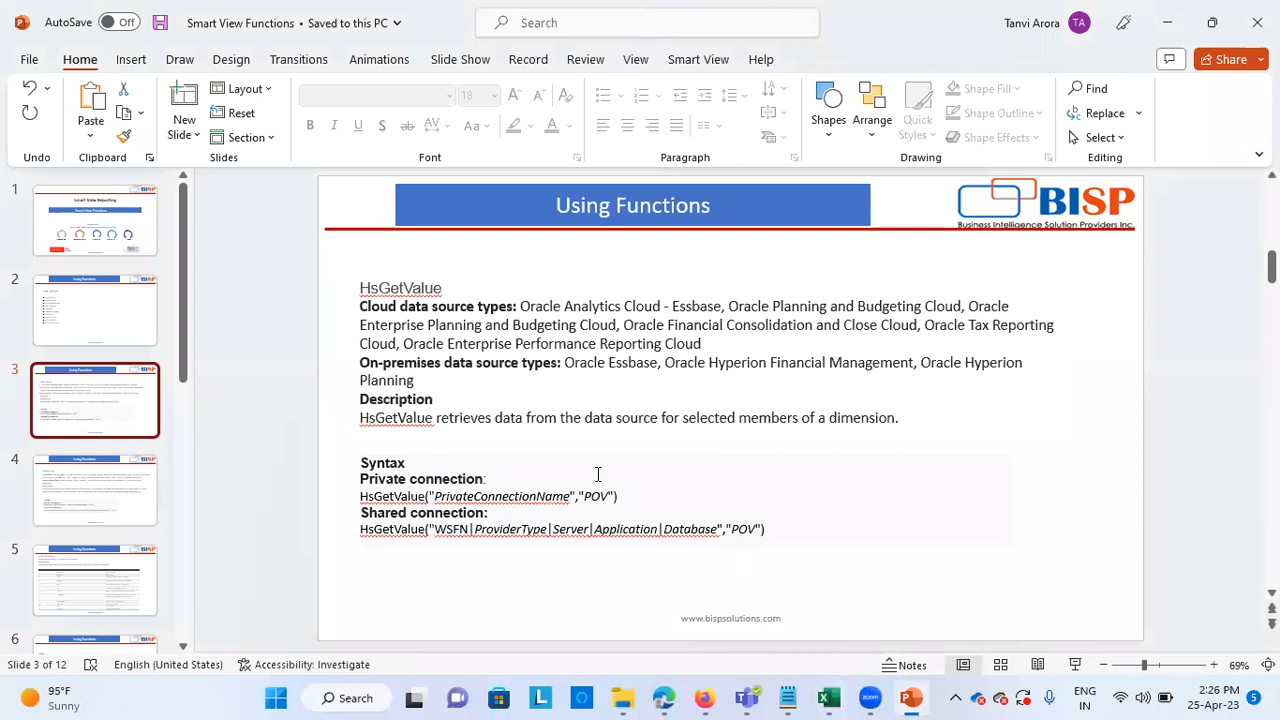 AutoSave Off Smart View Functions • Saved to this PC Search Tanvi Arora TA
File Home Insert Draw Design Transitions Animations Slide Show Record Review View Smart View Help Share
Paste New Slide Layout Reset Section 18 Shapes Arrange Quick Styles Shape Fill Shape Outline Shape Effects Find Replace Select
Undo Clipboard Slides Font Paragraph Drawing Editing
1
2
3
4
5
6
Using Functions
BISP
Business Intelligence Solution Providers Inc.
HsGetValue
Cloud data source types: Oracle Analytics Cloud - Essbase, Oracle Planning and Budgeting Cloud, Oracle
Enterprise Planning and Budgeting Cloud, Oracle Financial Consolidation and Close Cloud, Oracle Tax Reporting
Cloud, Oracle Enterprise Performance Reporting Cloud
On-premises data source types: Oracle Essbase, Oracle Hyperion Financial Management, Oracle Hyperion
Planning
Description
HsGetValue retrieves data from the data source for selected members of a dimension.
Syntax
Private connection:
HsGetValue("PrivateConnectionName","POV")
Shared connection:
HsGetValue("WSFN|ProviderType|Server|Application|Database","POV")
www.bispsolutions.com
Slide 3 of 12 English (United States) Accessibility: Investigate Notes 69%
95°F
Sunny
Search
zoom
ENG
IN
2:26 PM
25-Apr-23
5